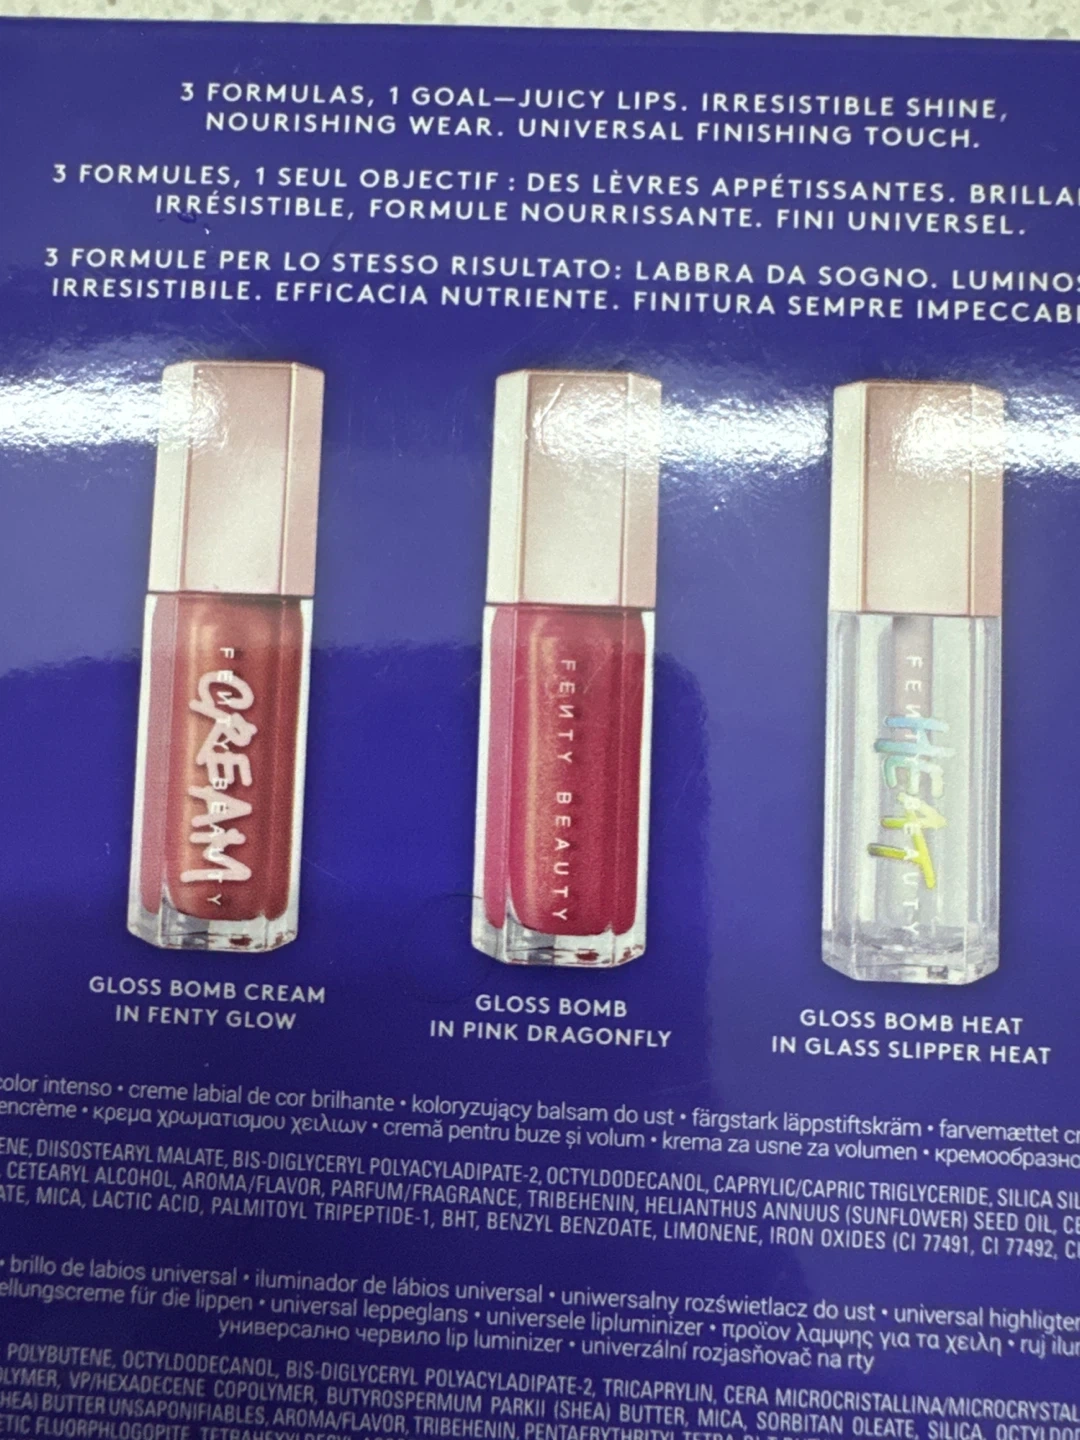 3 FORMULAS, 1 GOAL—JUICY LIPS. IRRESISTIBLE SHINE,
NOURISHING WEAR. UNIVERSAL FINISHING TOUCH.
3 FORMULES, 1 SEUL OBJECTIF : DES LÈVRES APPÉTISSANTES.
IRRÉSISTIBLE, FORMULE NOURRISSANTE. FINI UNIVERSEL.
3 FORMULE PER LO STESSO RISULTATO: LABBRA DA SOGNO.
IRRESISTIBILE. EFFICACIA NUTRIENTE. FINITURA SEMPRE
FENTY BEAUTY
CREAM
FENTY BEAUTY
FENTY BEAUTY
HEAT
GLOSS BOMB CREAM
IN FENTY GLOW
GLOSS BOMB
IN PINK DRAGONFLY
GLOSS BOMB HEAT
IN GLASS SLIPPER HEAT
color intenso • creme labial de cor brilhante • koloryzujący balsam do ust • färgstark läppstiftskräm • farvemættet
• κρεμα χρωματισμου χειλιων • cremă pentru buze și volum • krema za usne za volumen •
DIISOSTEARYL MALATE, BIS-DIGLYCERYL POLYACYLADIPATE-2, OCTYLDODECANOL, CAPRYLIC/CAPRIC TRIGLYCERIDE, SILICA
CETEARYL ALCOHOL, AROMA/FLAVOR, PARFUM/FRAGRANCE, TRIBEHENIN, HELIANTHUS ANNUUS (SUNFLOWER) SEED OIL,
MICA, LACTIC ACID, PALMITOYL TRIPEPTIDE-1, BHT, BENZYL BENZOATE, LIMONENE, IRON OXIDES (CI 77491, CI 77492,
• brillo de labios universal • iluminador de lábios universal • uniwersalny rozświetlacz do ust • universal
für die lippen • universal leppeglans • universele lipluminizer • προϊον λαμψης για τα χειλη • ruj
универсално червило lip luminizer • univerzální rozjasňovač na rty
POLYBUTENE, OCTYLDODECANOL, BIS-DIGLYCERYL POLYACYLADIPATE-2, TRICAPRYLIN, CERA MICROCRISTALLINA/
VP/HEXADECENE COPOLYMER, BUTYROSPERMUM PARKII (SHEA) BUTTER, MICA, SORBITAN OLEATE, SILICA,
(SHEA) BUTTER UNSAPONIFIABLES, AROMA/FLAVOR, TRIBEHENIN, PENTAERYTHRITYL
FLUORPHLOGOPITE,